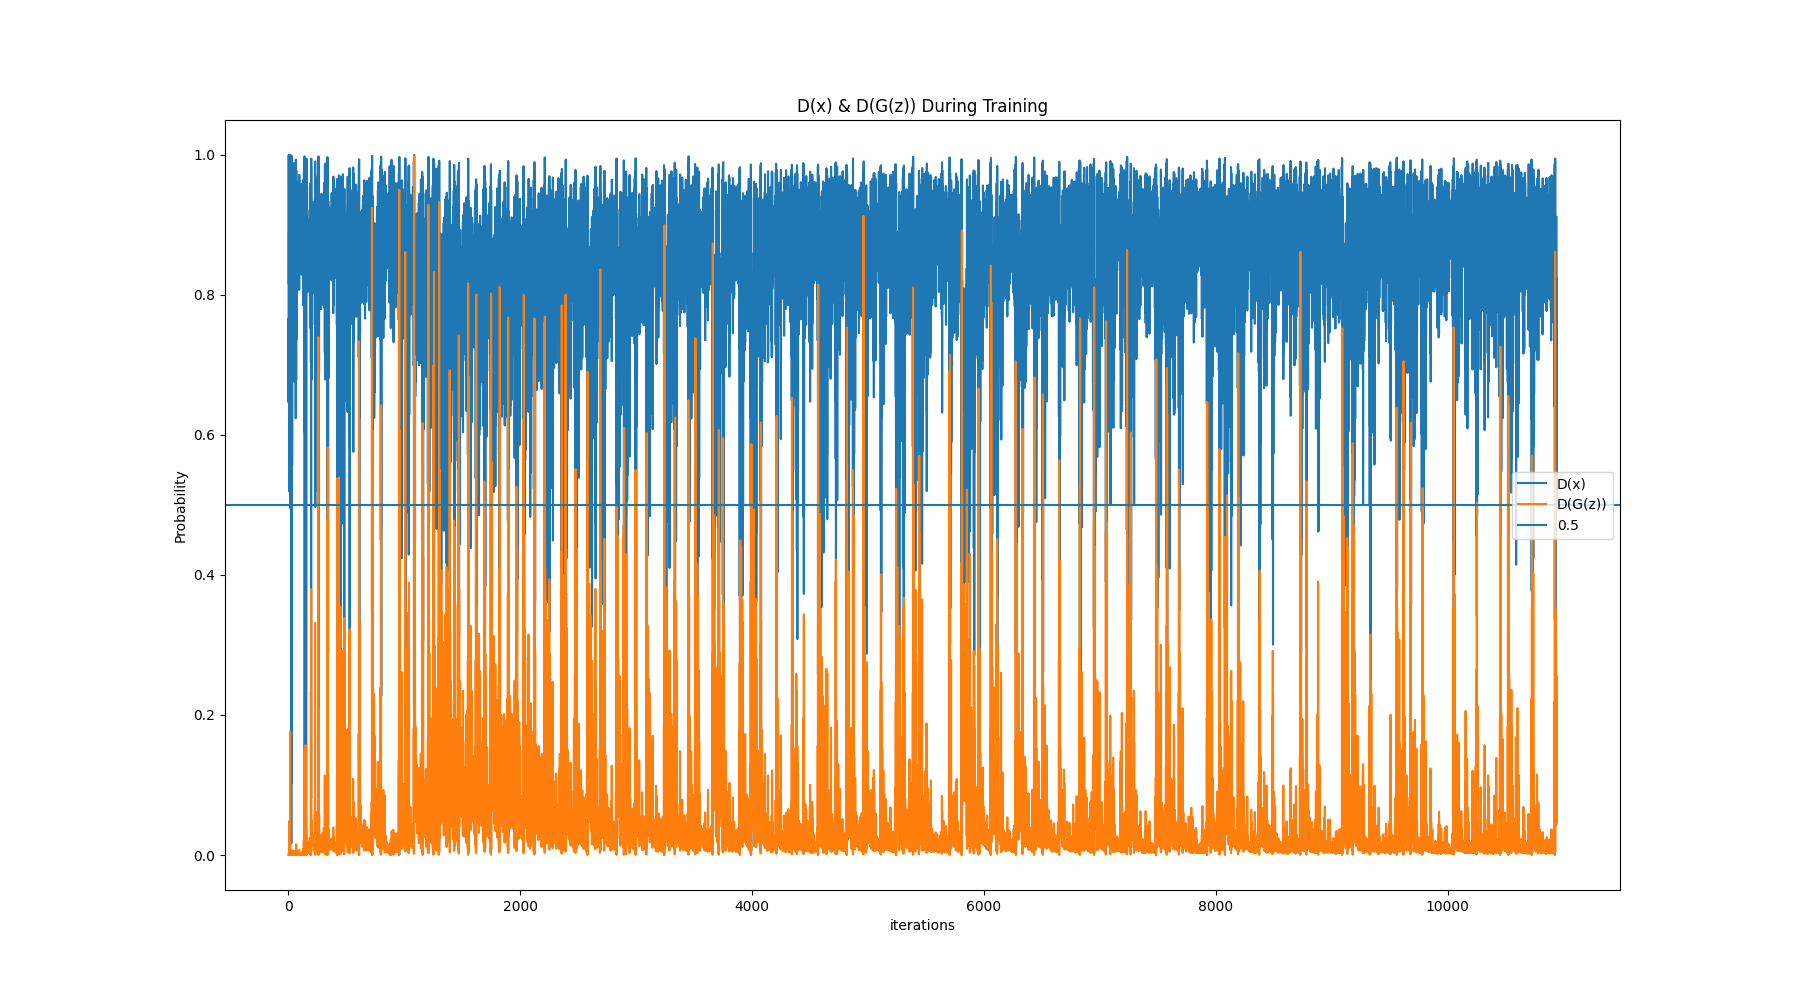 D(x) & D(G(z)) During Training
1.0
0.8
0.6
0.4
0.2
0.0
Probability
D(x)
D(G(z))
0.5
0 2000 4000 6000 8000 10000
iterations